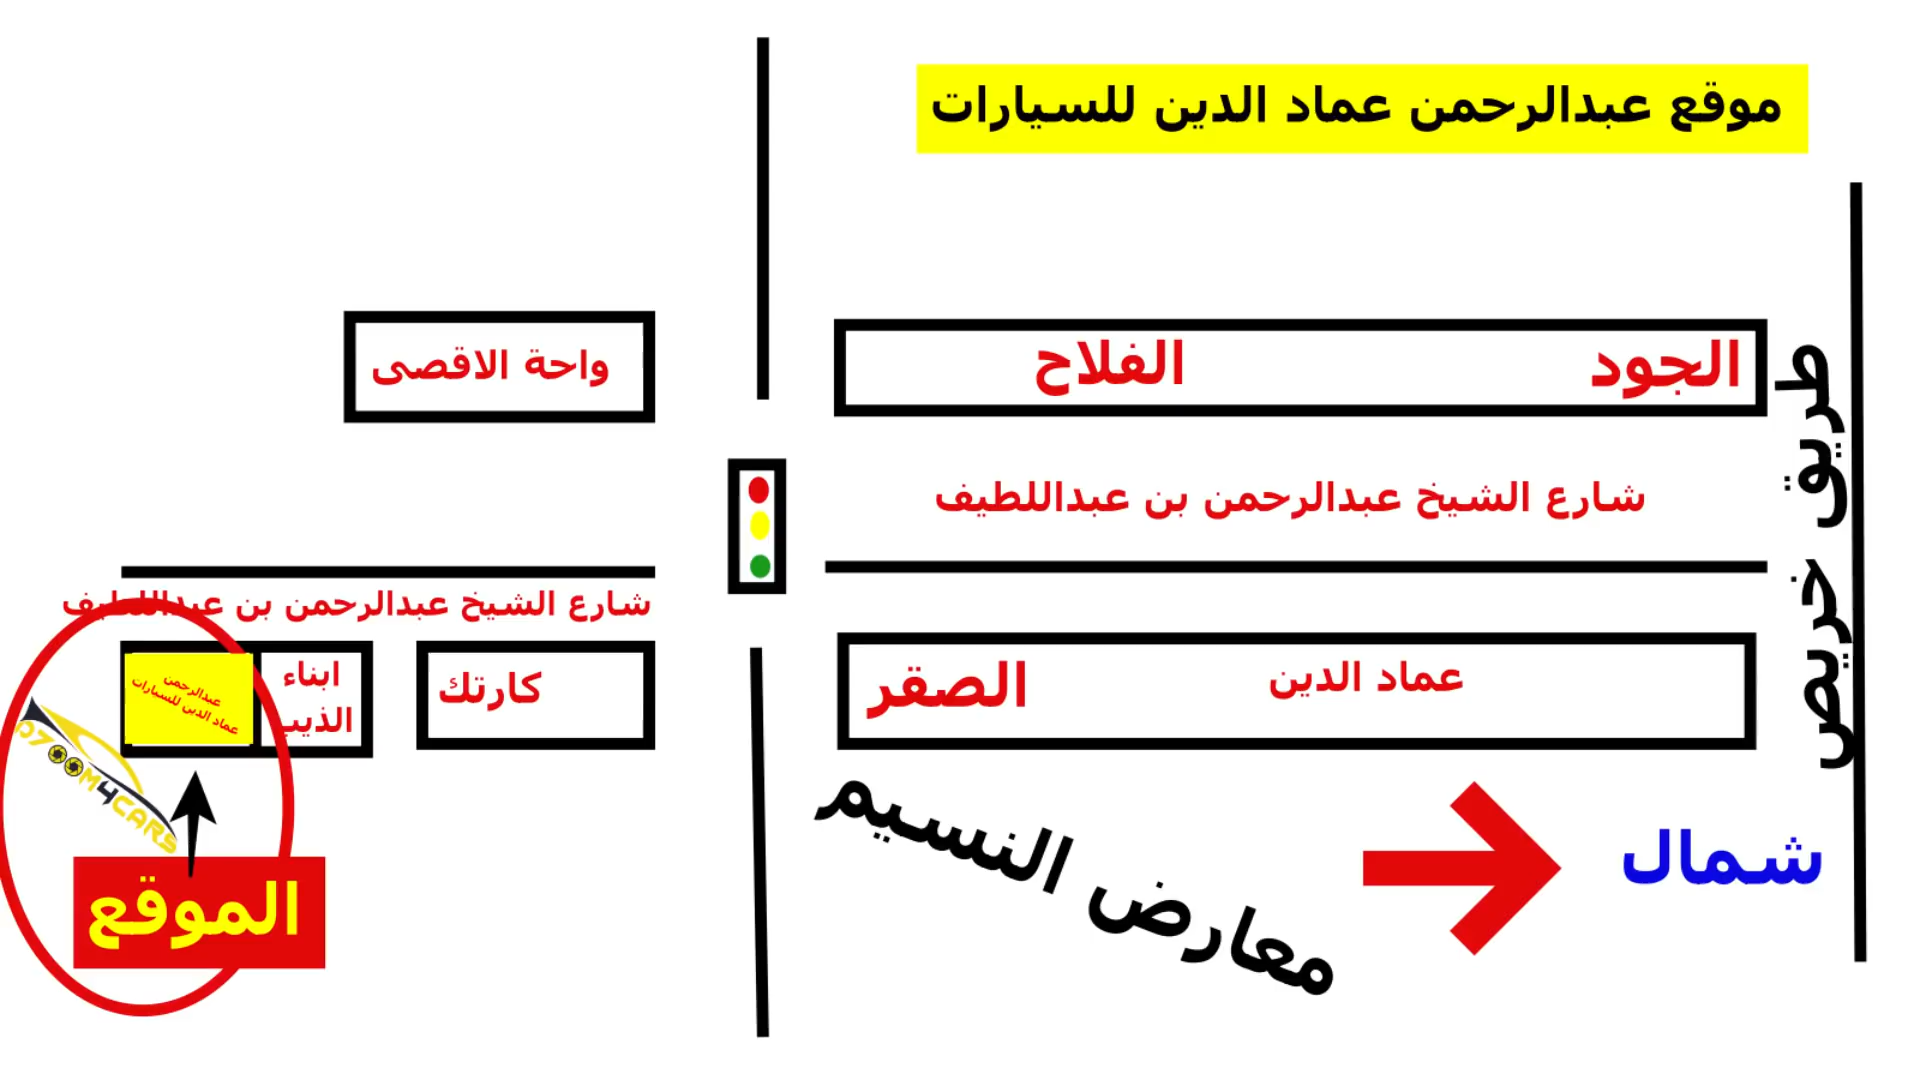 موقع عبدالرحمن عماد الدين للسيارات
الجود
الفلاح
واحة الاقصى
طريق خريص
شارع الشيخ عبدالرحمن بن عبداللطيف
شارع الشيخ عبدالرحمن بن عبداللطيف
عماد الدين
الصقر
كارتك
ابناء
الذيب
عبدالرحمن
عماد الدين للسيارات
DZOOM4CARS
معارض النسيم
شمال
الموقع